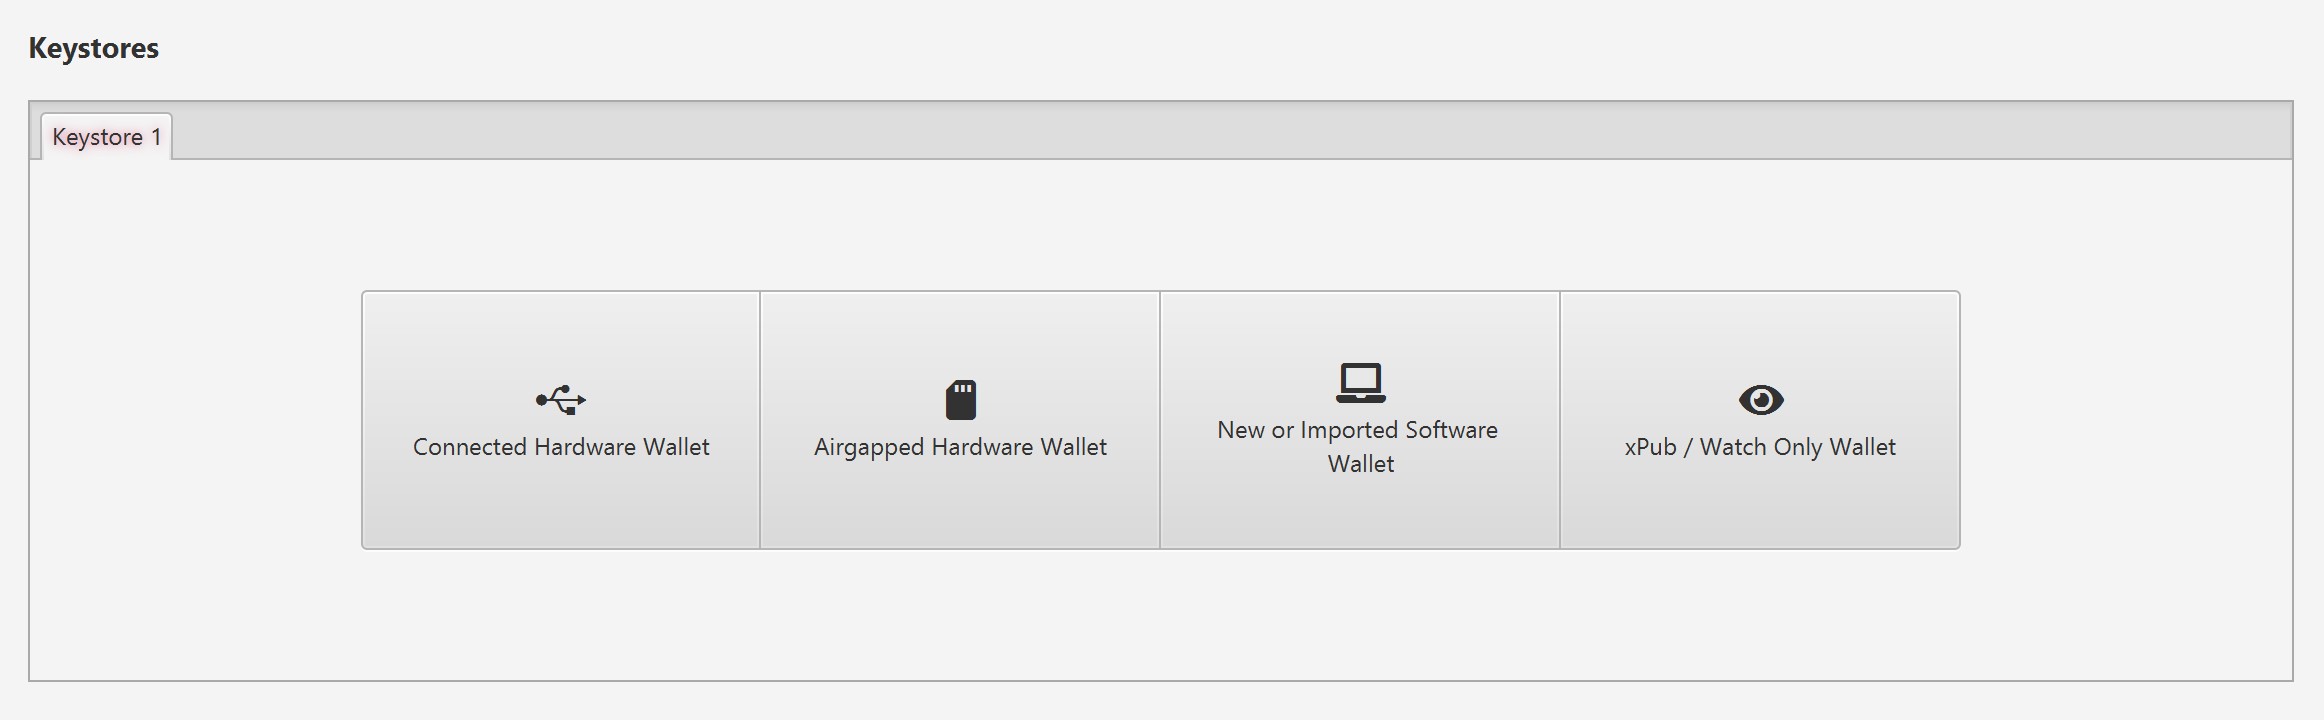 Keystores
Keystore 1
Connected Hardware Wallet
Airgapped Hardware Wallet
New or Imported Software
Wallet
xPub / Watch Only Wallet